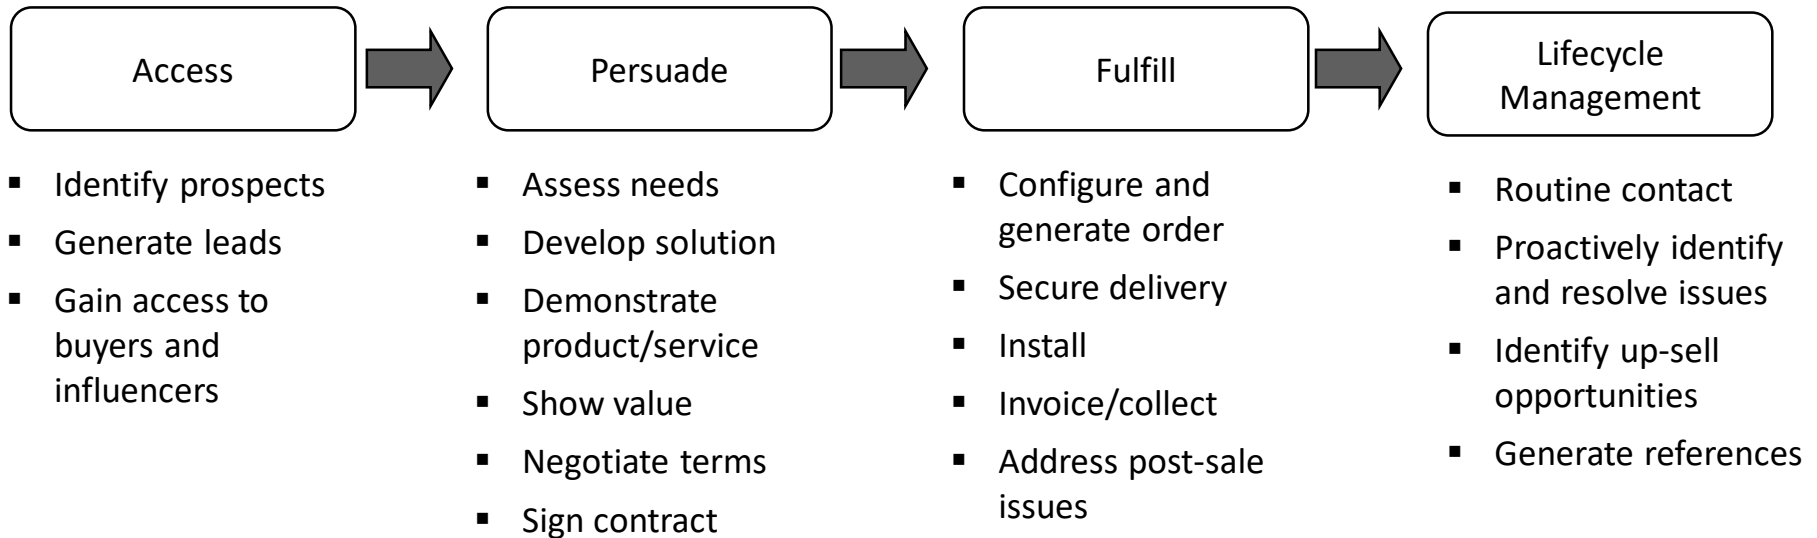 Access
Persuade
Fulfill
Lifecycle
Management
▪ Identify prospects
▪ Generate leads
▪ Gain access to
buyers and
influencers
▪ Assess needs
▪ Develop solution
▪ Demonstrate
product/service
▪ Show value
▪ Negotiate terms
▪ Sign contract
▪ Configure and
generate order
▪ Secure delivery
▪ Install
▪ Invoice/collect
▪ Address post-sale
issues
▪ Routine contact
▪ Proactively identify
and resolve issues
▪ Identify up-sell
opportunities
▪ Generate references